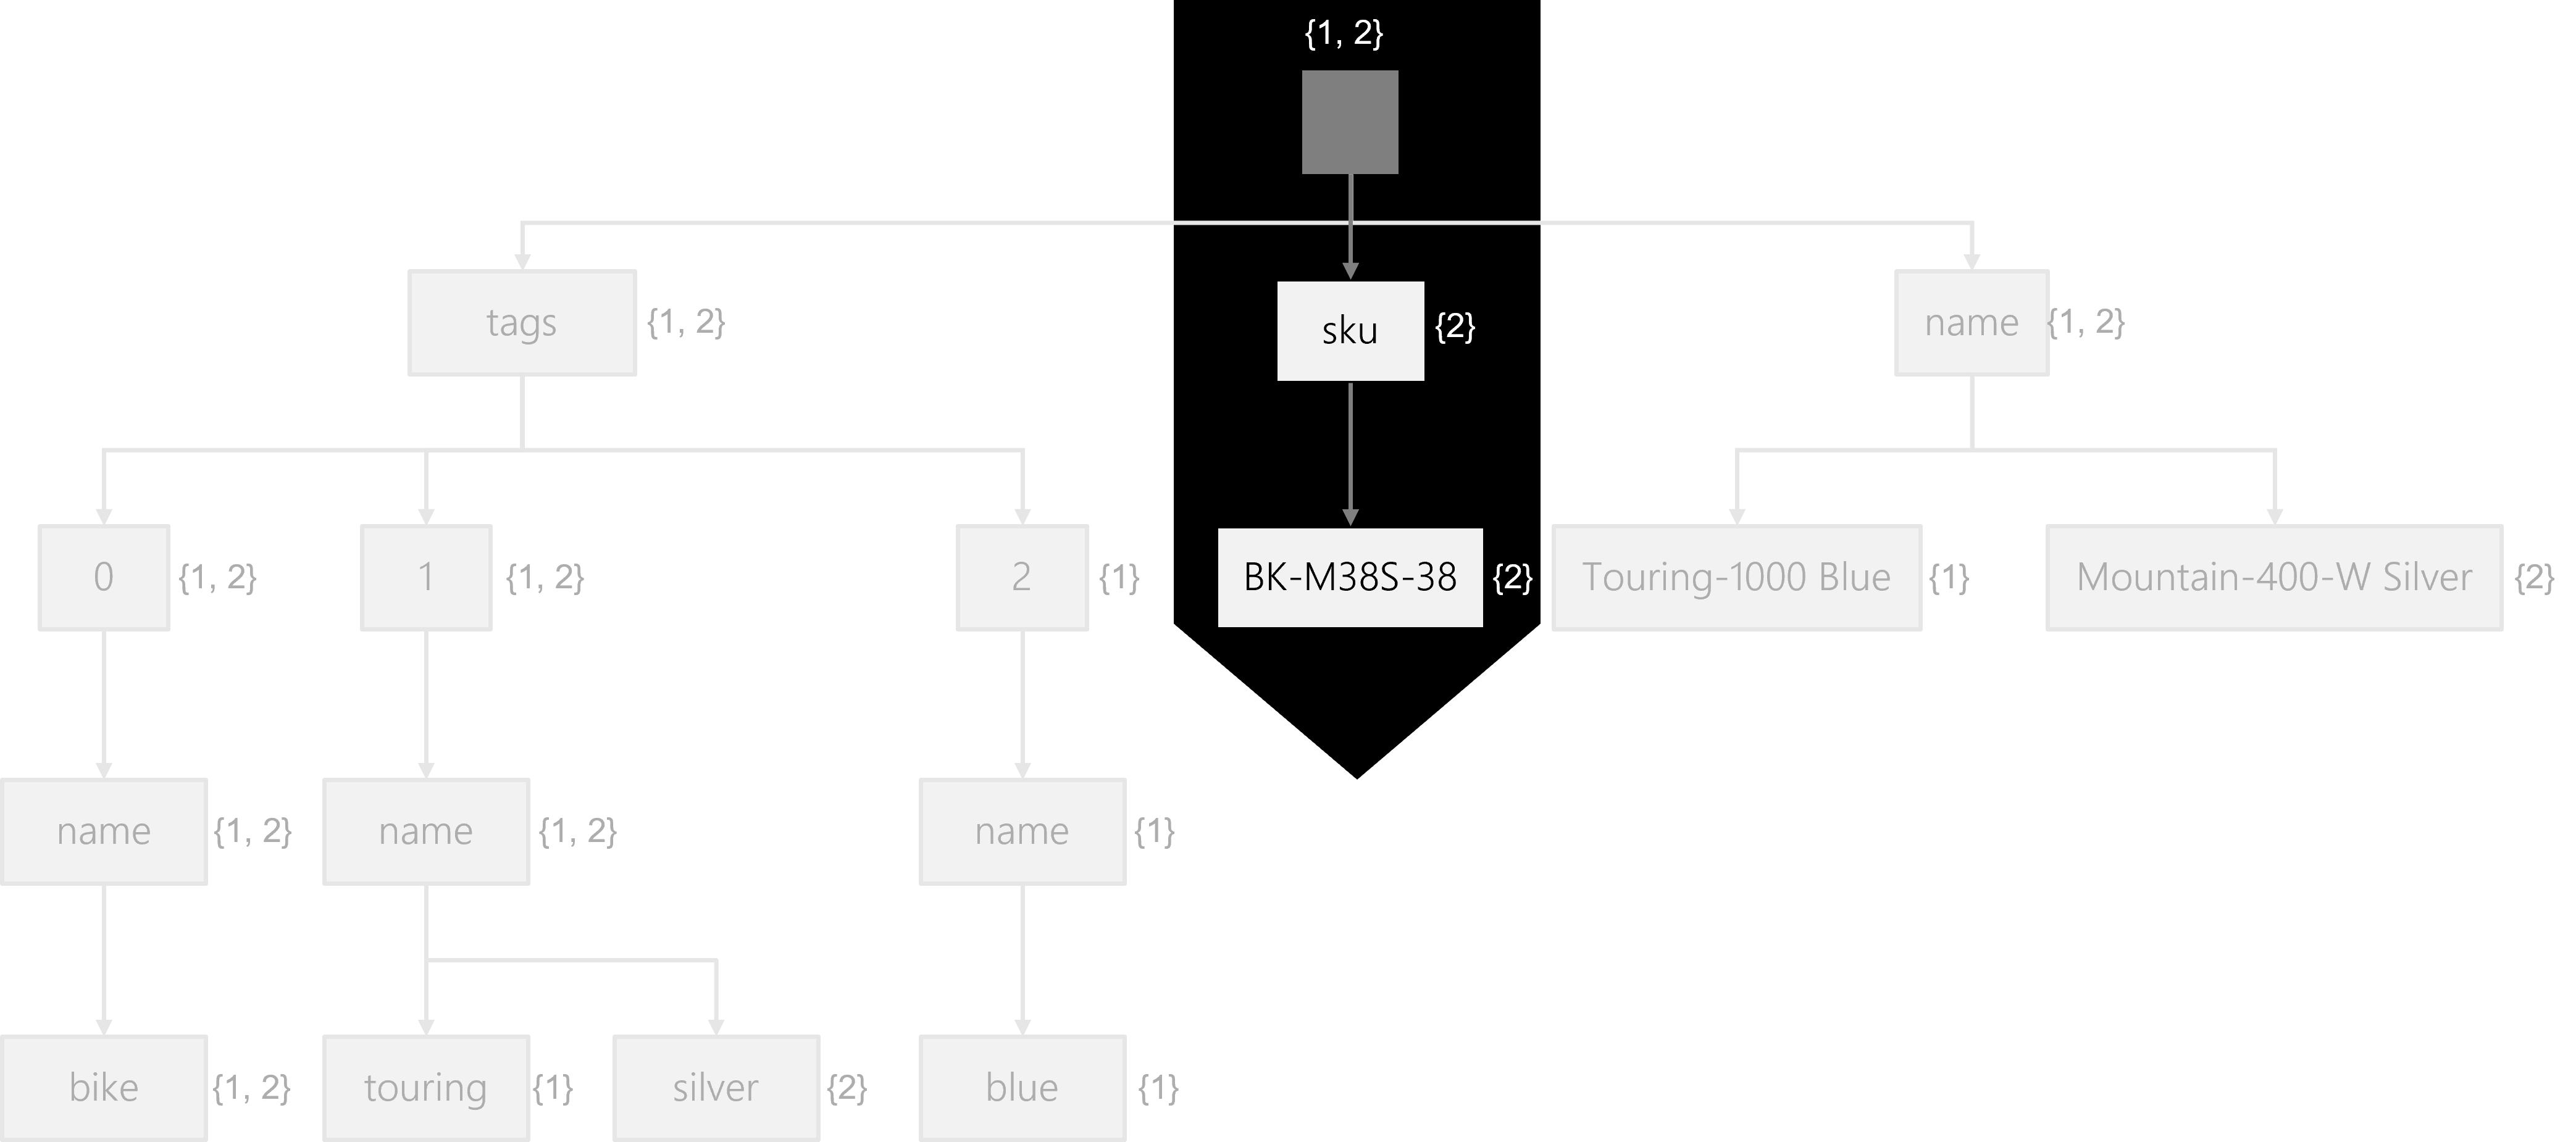 {1, 2}
tags
{1, 2}
sku
{2}
name
{1, 2}
0
{1, 2}
1
{1, 2}
2
{1}
BK-M38S-38
{2}
Touring-1000 Blue
{1}
Mountain-400-W Silver
{2}
name
{1, 2}
name
{1, 2}
name
{1}
bike
{1, 2}
touring
{1}
silver
{2}
blue
{1}